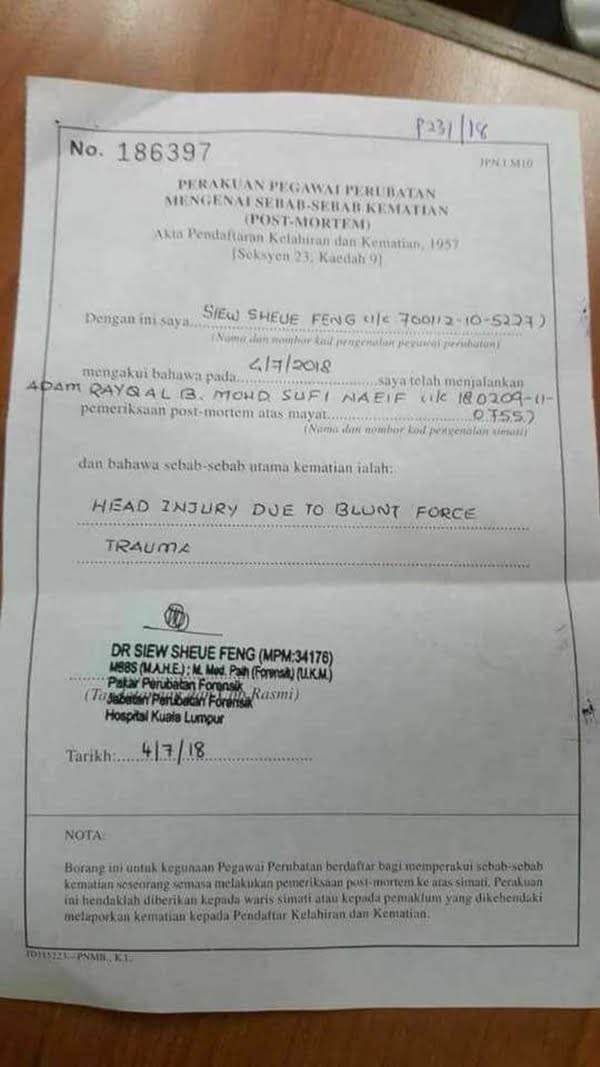 P231/18
No. 186397
JPN.LM10
PERAKUAN PEGAWAI PERUBATAN
MENGENAI SEBAB-SEBAB KEMATIAN
(POST-MORTEM)
Akta Pendaftaran Kelahiran dan Kematian, 1957
[Seksyen 23, Kaedah 9]
Dengan ini saya SIEW SHEUE FENG (I/C 700112-10-5227)
(Nama dan nombor kad pengenalan pegawai perubatan)
mengakui bahawa pada 4/7/2018 saya telah menjalankan
ADAM RAYQAL B. MOHD SUFI NAEIF (I/C 180209-11-
pemeriksaan post-mortem atas mayat 0755)
(Nama dan nombor kad pengenalan simati)
dan bahawa sebab-sebab utama kematian ialah:
HEAD INJURY DUE TO BLUNT FORCE
TRAUMA
DR SIEW SHEUE FENG (MPM:34176)
MBBS (M.A.H.E.) ; M. Med. Path (Forensik) (U.K.M.)
Pakar Perubatan Forensik
Rasmi)
Jabatan Perubatan Forensik
Hospital Kuala Lumpur
Tarikh: 4/7/18
NOTA:
Borang ini untuk kegunaan Pegawai Perubatan berdaftar bagi memperakui sebab-sebab
kematian seseorang semasa melakukan pemeriksaan post-mortem ke atas simati. Perakuan
ini hendaklah diberikan kepada waris simati atau kepada pemaklum yang dikehendaki
melaporkan kematian kepada Pendaftar Kelahiran dan Kematian.
PNMB., K.L.